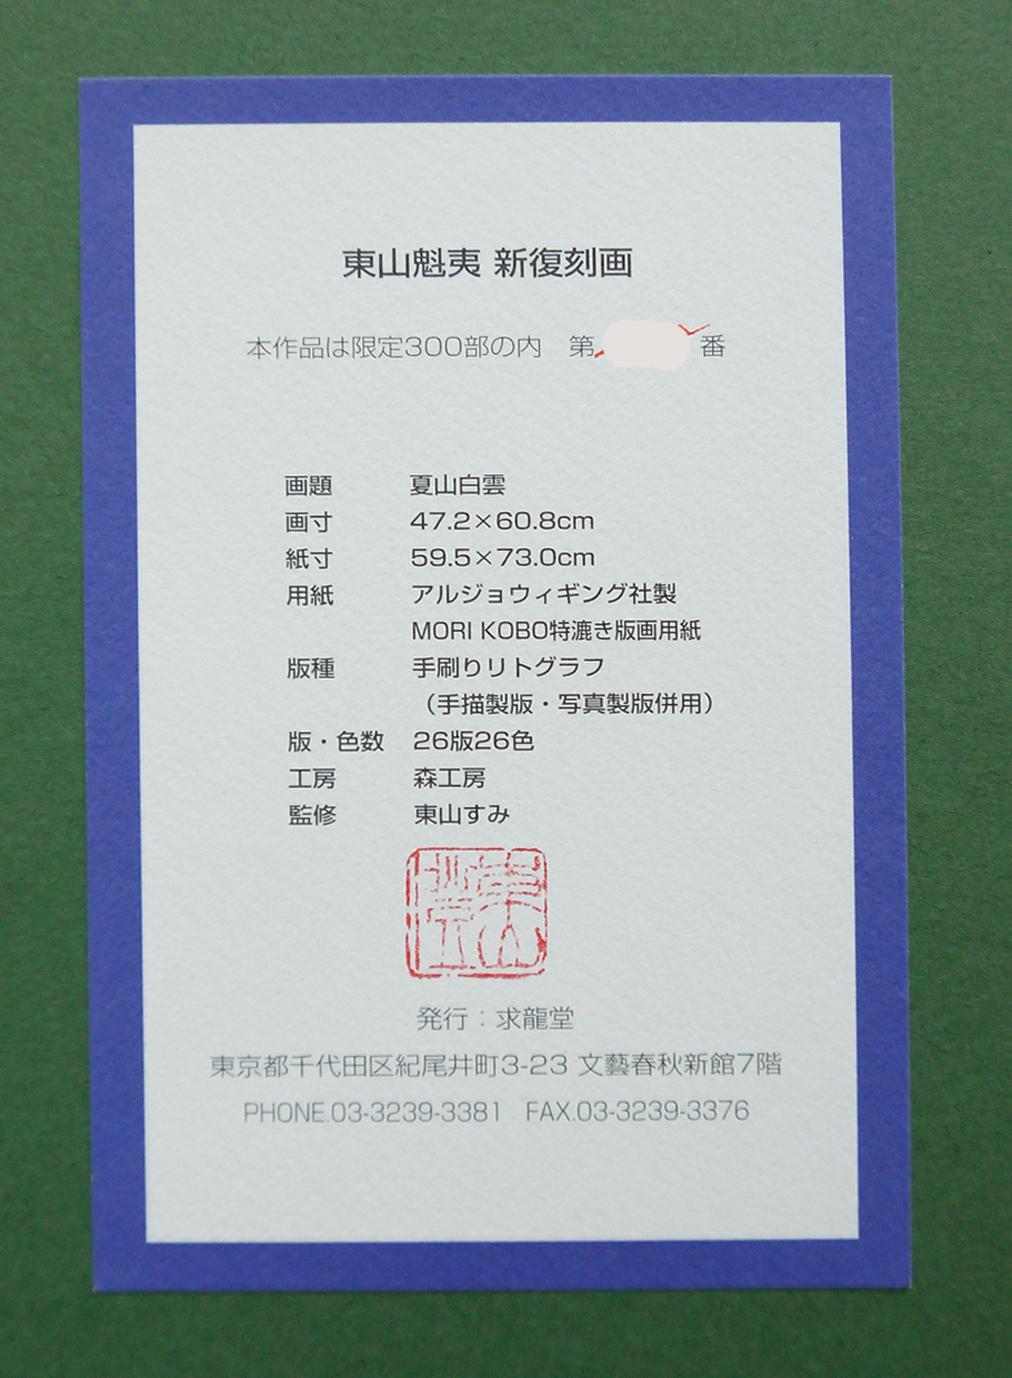 東山魁夷 新復刻画
本作品は限定300部の内 第 番
画題 夏山白雲
画寸 47.2×60.8cm
紙寸 59.5×73.0cm
用紙 アルジョウィギング社製
MORI KOBO特漉き版画用紙
版種 手刷りリトグラフ
（手描製版・写真製版併用）
版・色数 26版26色
工房 森工房
監修 東山すみ
発行：求龍堂
東京都千代田区紀尾井町3-23 文藝春秋新館7階
PHONE.03-3239-3381 FAX.03-3239-3376